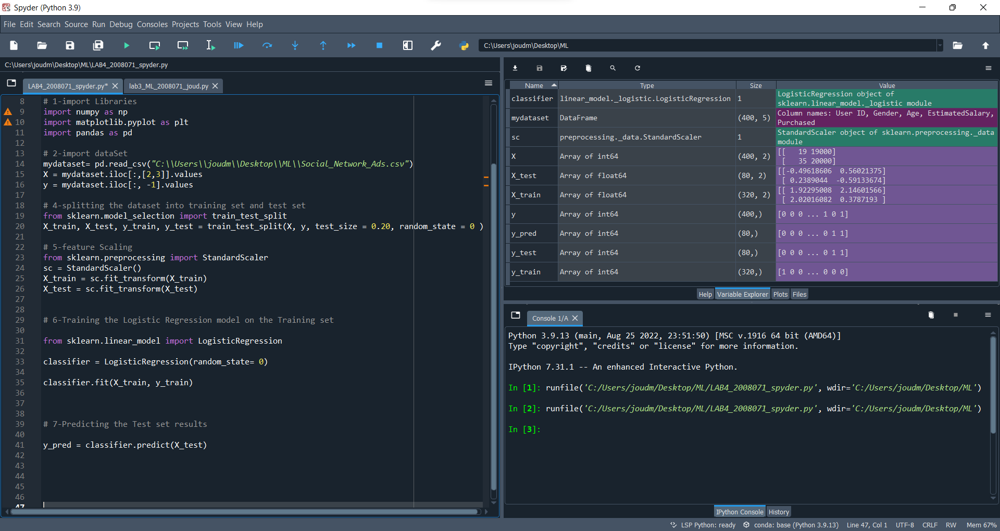 Spyder (Python 3.9)
File Edit Search Source Run Debug Consoles Projects Tools View Help
C:\Users\joudm\Desktop\ML
C:\Users\joudm\Desktop\ML\LAB4_2008071_spyder.py
LAB4_2008071_spyder.py* lab3_ML_2008071_joud.py
8 # 1-import Libraries
9 import numpy as np
10 import matplotlib.pyplot as plt
11 import pandas as pd
12
13 # 2-import dataSet
14 mydataset= pd.read_csv("C:\\Users\\joudm\\Desktop\\ML\\Social_Network_Ads.csv")
15 X = mydataset.iloc[:,[2,3]].values
16 y = mydataset.iloc[:, -1].values
17
18 # 4-splitting the dataset into training set and test set
19 from sklearn.model_selection import train_test_split
20 X_train, X_test, y_train, y_test = train_test_split(X, y, test_size = 0.20, random_state = 0 )
21
22 # 5-feature Scaling
23 from sklearn.preprocessing import StandardScaler
24 sc = StandardScaler()
25 X_train = sc.fit_transform(X_train)
26 X_test = sc.fit_transform(X_test)
27
28
29 # 6-Training the Logistic Regression model on the Training set
30
31 from sklearn.linear_model import LogisticRegression
32
33 classifier = LogisticRegression(random_state= 0)
34
35 classifier.fit(X_train, y_train)
36
37
38
39 # 7-Predicting the Test set results
40
41 y_pred = classifier.predict(X_test)
42
43
44
45
46
47
Name Type Size Value
classifier linear_model._logistic.LogisticRegression 1 LogisticRegression object of
sklearn.linear_model._logistic module
mydataset DataFrame (400, 5) Column names: User ID, Gender, Age, EstimatedSalary,
Purchased
sc preprocessing._data.StandardScaler 1 StandardScaler object of sklearn.preprocessing._data
module
X Array of int64 (400, 2) [[ 19 19000]
[ 35 20000]
X_test Array of float64 (80, 2) [[-0.49618606 0.56021375]
[ 0.2389044 -0.59133674]
X_train Array of float64 (320, 2) [[ 1.92295008 2.14601566]
[ 2.02016082 0.3787193 ]
y Array of int64 (400,) [0 0 0 ... 1 0 1]
y_pred Array of int64 (80,) [0 0 0 ... 0 1 1]
y_test Array of int64 (80,) [0 0 0 ... 0 1 1]
y_train Array of int64 (320,) [1 0 0 ... 0 0 0]
Help Variable Explorer Plots Files
Console 1/A
Python 3.9.13 (main, Aug 25 2022, 23:51:50) [MSC v.1916 64 bit (AMD64)]
Type "copyright", "credits" or "license" for more information.
IPython 7.31.1 -- An enhanced Interactive Python.
In [1]: runfile('C:/Users/joudm/Desktop/ML/LAB4_2008071_spyder.py', wdir='C:/Users/joudm/Desktop/ML')
In [2]: runfile('C:/Users/joudm/Desktop/ML/LAB4_2008071_spyder.py', wdir='C:/Users/joudm/Desktop/ML')
In [3]:
IPython Console History
LSP Python: ready conda: base (Python 3.9.13) Line 47, Col 1 UTF-8 CRLF RW Mem 67%